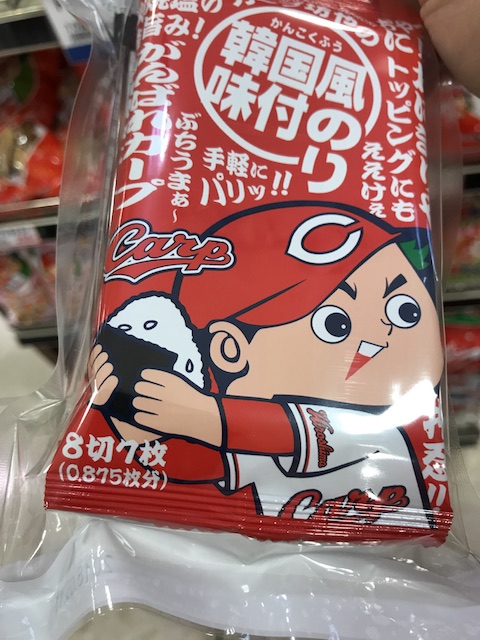 かんこくふう
韓国風
味付のり
手軽に
パリッ!!
がんばれカープ
ぶちうまぁ〜
トッピングにも
ええけぇ
Carp
C
8切7枚
(0.875枚分)
Hiroshima
Carp